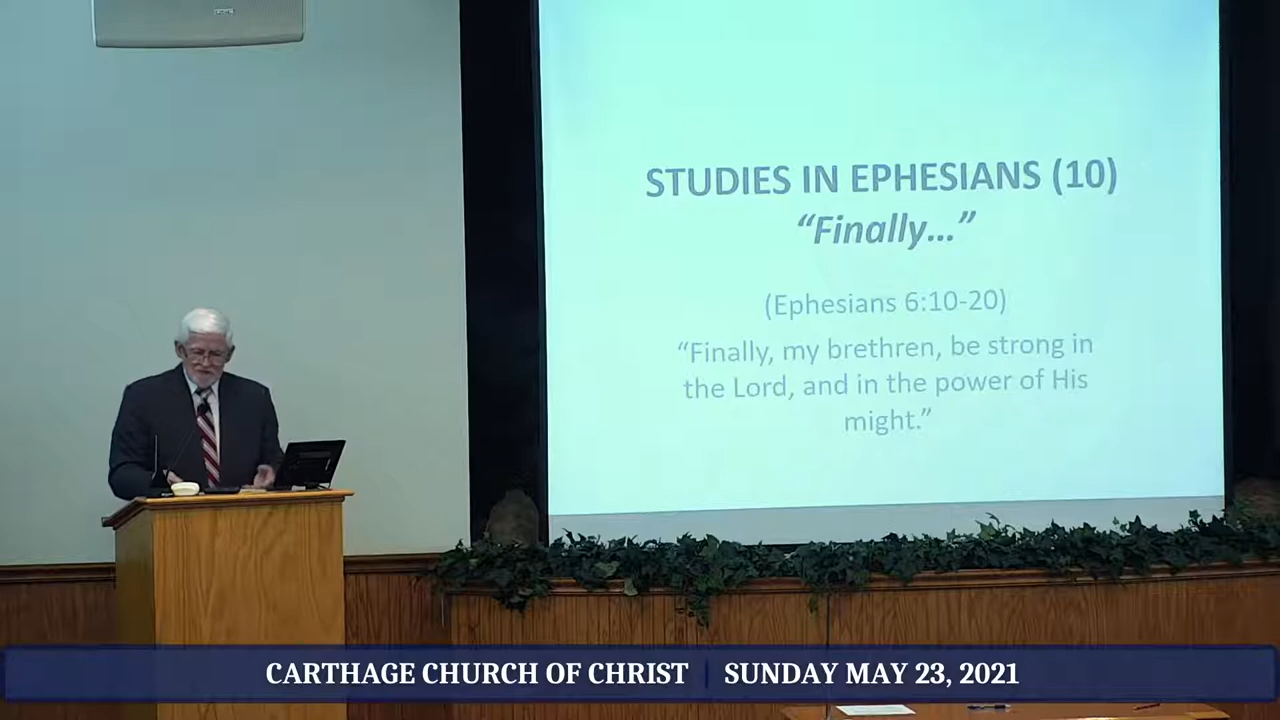 STUDIES IN EPHESIANS (10)
“Finally...”
(Ephesians 6:10-20)
“Finally, my brethren, be strong in
the Lord, and in the power of His
might.”
CARTHAGE CHURCH OF CHRIST | SUNDAY MAY 23, 2021